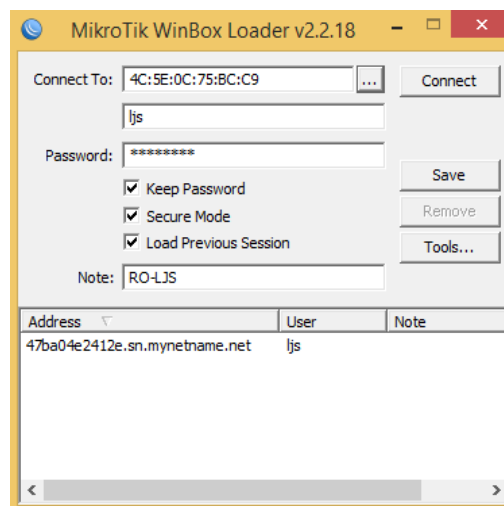 MikroTik WinBox Loader v2.2.18
Connect To: 4C:5E:0C:75:BC:C9 ... Connect
ljs
Password: ********
Keep Password Save
Secure Mode Remove
Load Previous Session Tools...
Note: RO-LJS
Address User Note
47ba04e2412e.sn.mynetname.net ljs